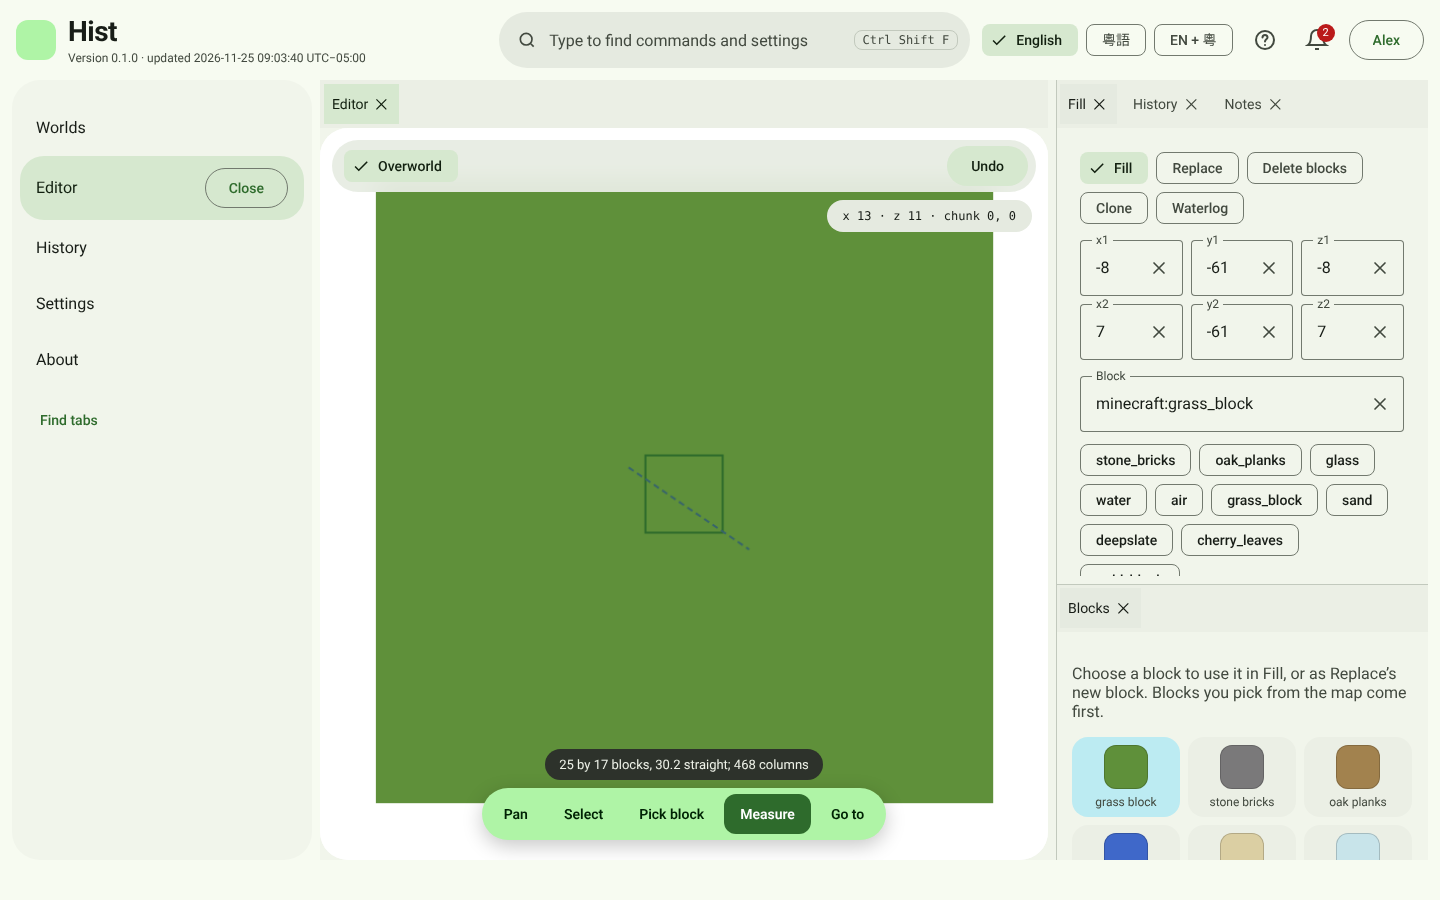 Hist
Version 0.1.0 · updated 2026-11-25 09:03:40 UTC−05:00
Type to find commands and settings
Ctrl Shift F
English
粵語
EN + 粵
2
Alex
Worlds
Editor
Close
History
Settings
About
Find tabs
Editor
Overworld
Undo
x 13 · z 11 · chunk 0, 0
25 by 17 blocks, 30.2 straight; 468 columns
Pan
Select
Pick block
Measure
Go to
Fill
History
Notes
Fill
Replace
Delete blocks
Clone
Waterlog
x1
y1
z1
-8
-61
-8
x2
y2
z2
7
-61
7
Block
minecraft:grass_block
stone_bricks
oak_planks
glass
water
air
grass_block
sand
deepslate
cherry_leaves
Blocks
Choose a block to use it in Fill, or as Replace’s
new block. Blocks you pick from the map come
first.
grass block
stone bricks
oak planks